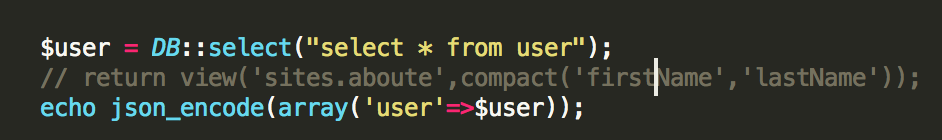 $user = DB::select("select * from user");
// return view('sites.aboute',compact('firstName','lastName'));
echo json_encode(array('user'=>$user));